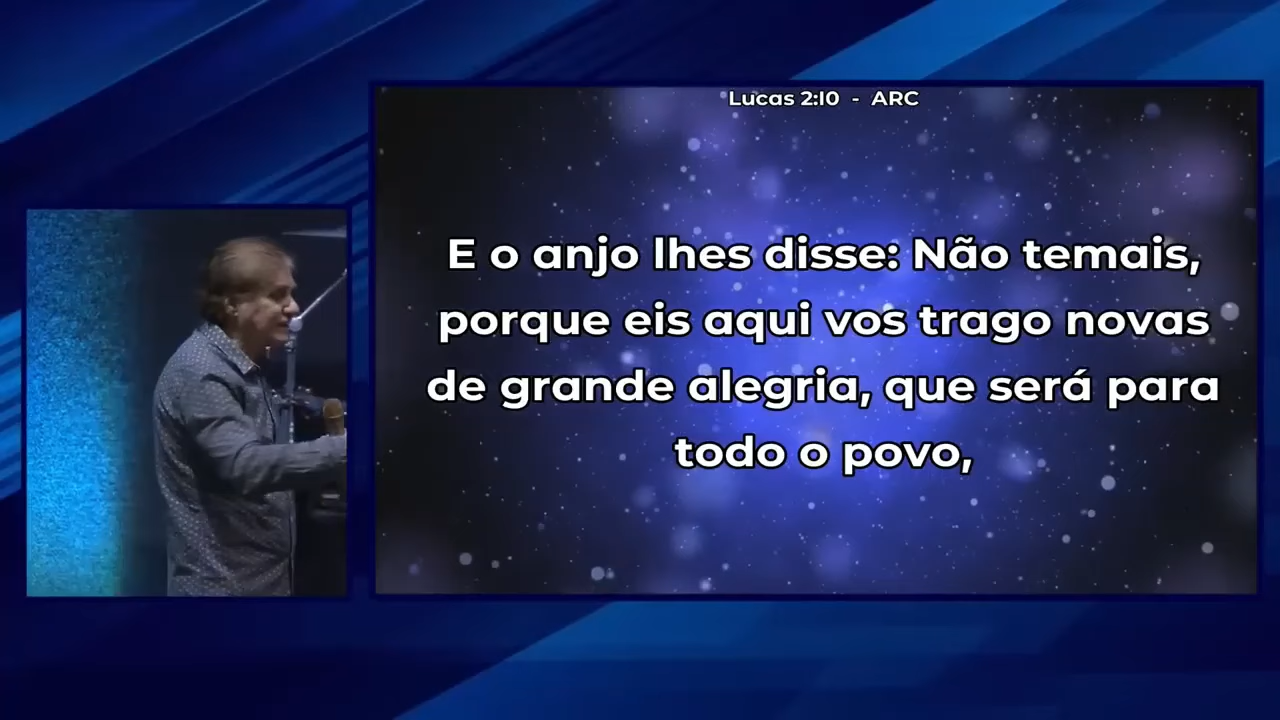 Lucas 2:10 - ARC
E o anjo lhes disse: Não temais,
porque eis aqui vos trago novas
de grande alegria, que será para
todo o povo,